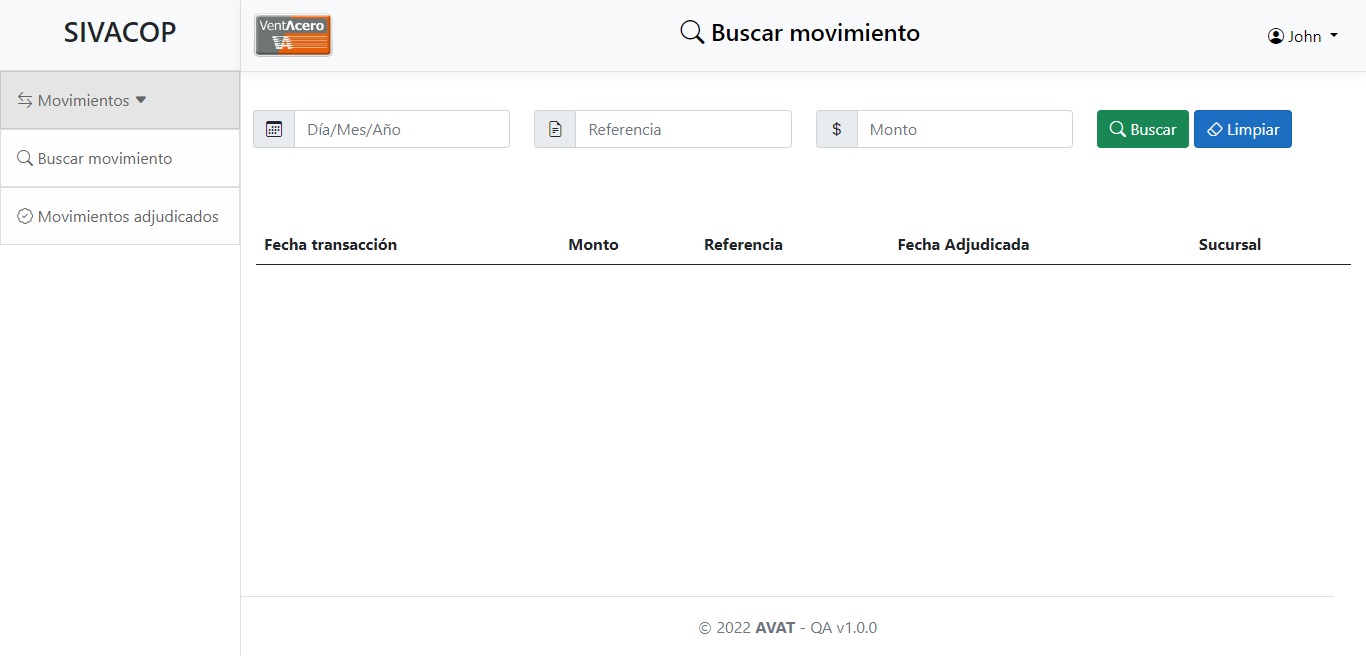 SIVACOP
VentAcero
VA
Buscar movimiento
John
Movimientos
Buscar movimiento
Movimientos adjudicados
Día/Mes/Año
Referencia
$ Monto
Buscar
Limpiar
Fecha transacción Monto Referencia Fecha Adjudicada Sucursal
© 2022 AVAT - QA v1.0.0